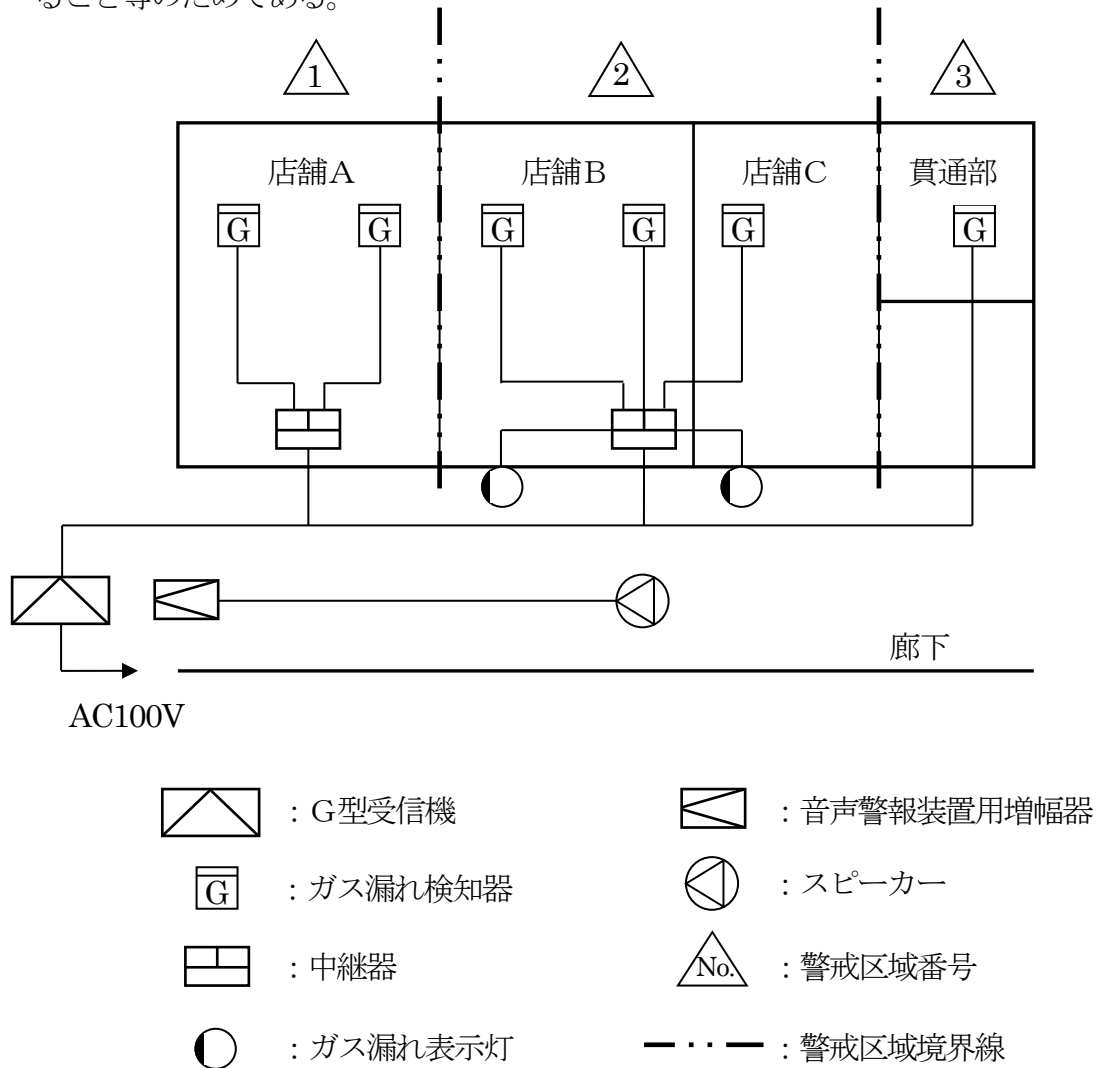 ること等のためである。
1 2 3
店舗A 店舗B 店舗C 貫通部
G G G G G G
廊下
AC100V
：G型受信機 ：音声警報装置用増幅器
G ：ガス漏れ検知器 ：スピーカー
：中継器 No. ：警戒区域番号
：ガス漏れ表示灯 ：警戒区域境界線